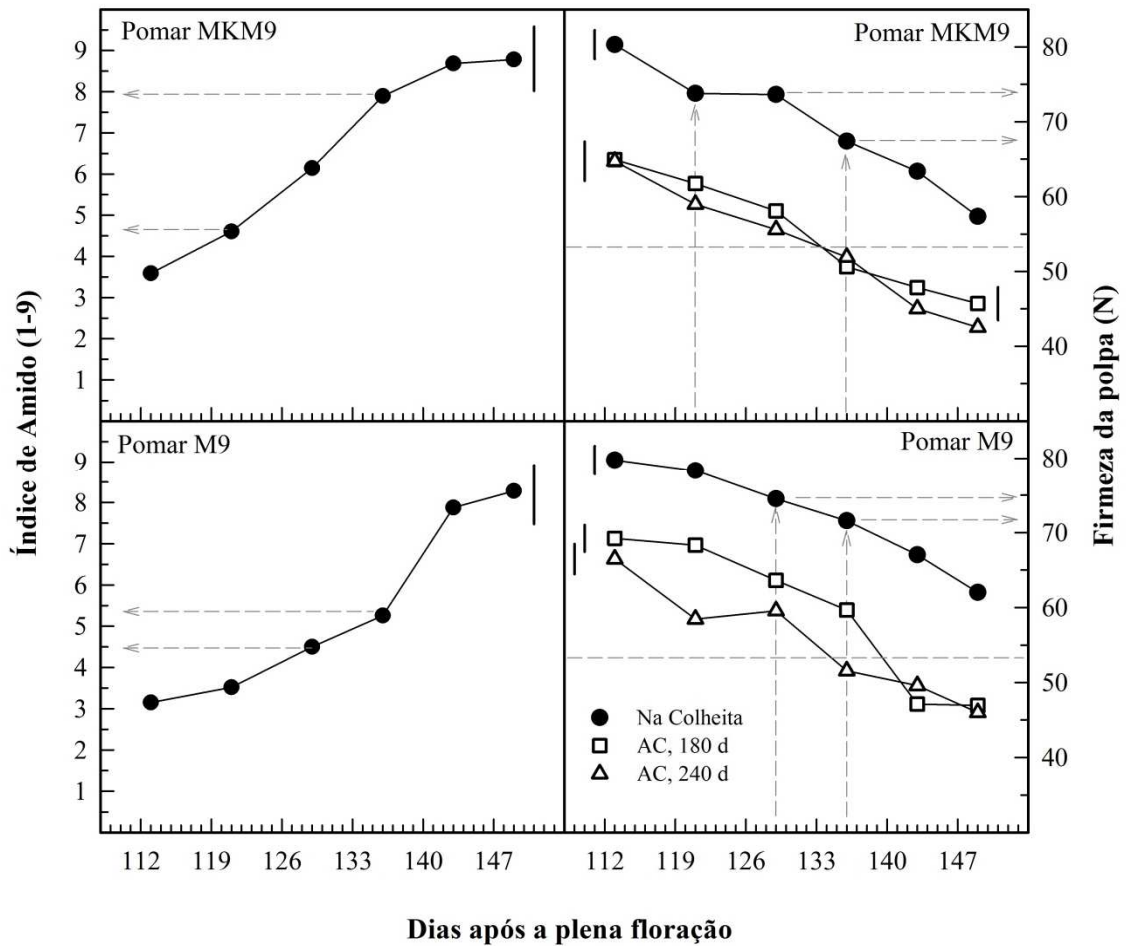 Pomar MKM9
Pomar MKM9
9
8
7
6
5
4
3
2
1
80
70
60
50
40
Índice de Amido (1-9)
Firmeza da polpa (N)
Pomar M9
Pomar M9
9
8
7
6
5
4
3
2
1
80
70
60
50
40
Na Colheita
AC, 180 d
AC, 240 d
112 119 126 133 140 147
112 119 126 133 140 147
Dias após a plena floração